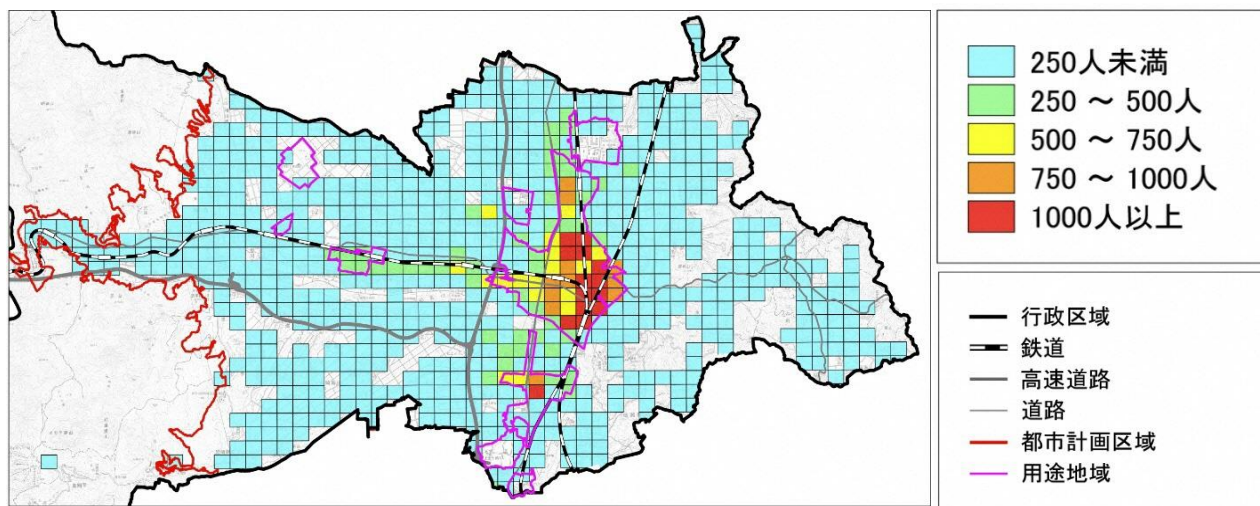 250人未満
250 ～ 500人
500 ～ 750人
750 ～ 1000人
1000人以上
行政区域
鉄道
高速道路
道路
都市計画区域
用途地域